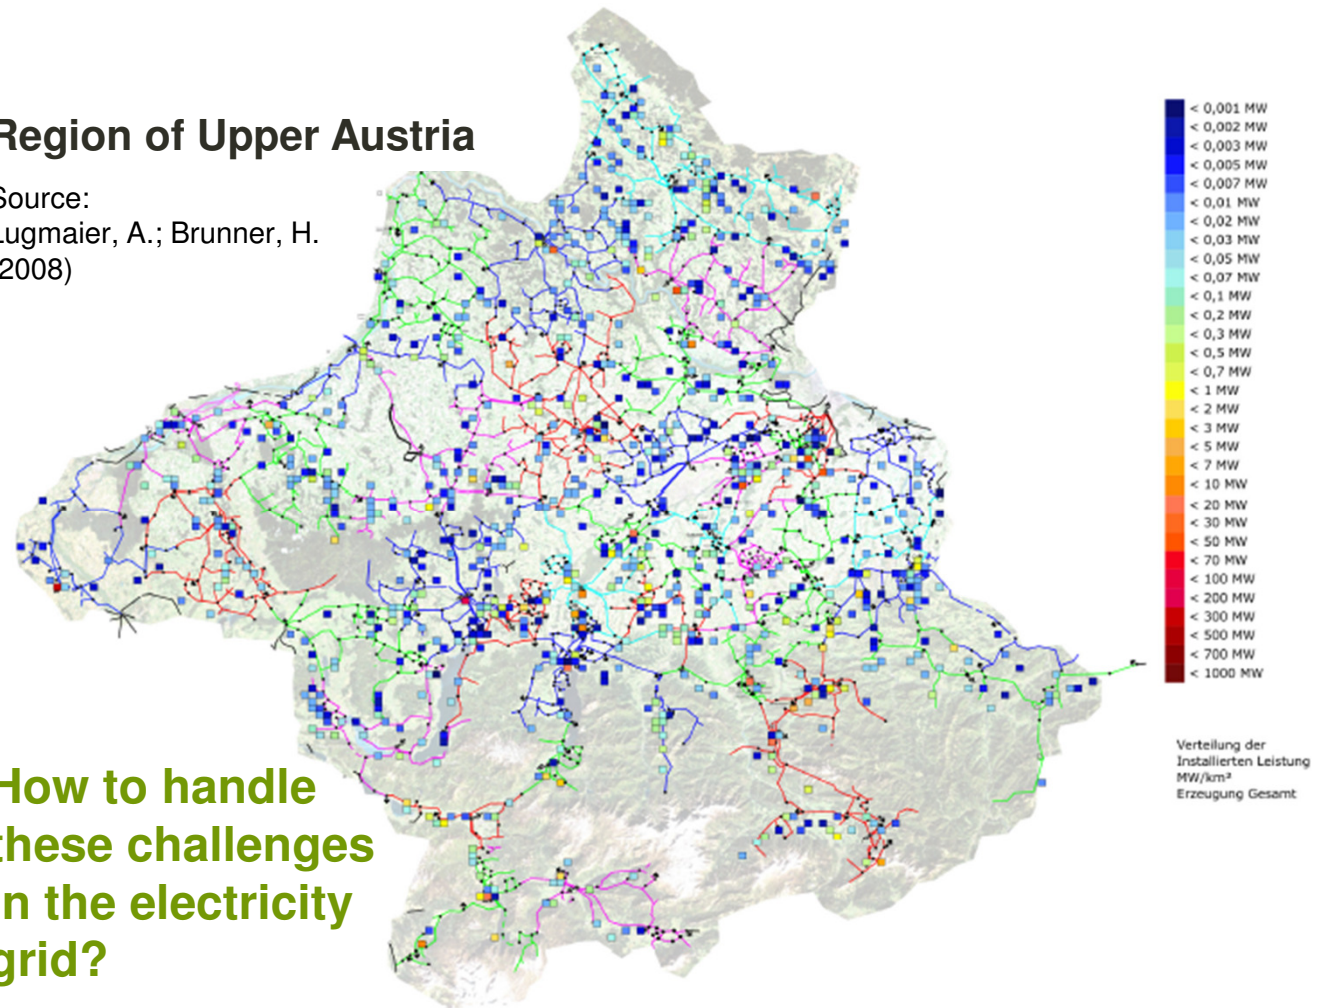 Region of Upper Austria
Source:
Lugmaier, A.; Brunner, H.
(2008)
< 0,001 MW
< 0,002 MW
< 0,003 MW
< 0,005 MW
< 0,007 MW
< 0,01 MW
< 0,02 MW
< 0,03 MW
< 0,05 MW
< 0,07 MW
< 0,1 MW
< 0,2 MW
< 0,3 MW
< 0,5 MW
< 0,7 MW
< 1 MW
< 2 MW
< 3 MW
< 5 MW
< 7 MW
< 10 MW
< 20 MW
< 30 MW
< 50 MW
< 70 MW
< 100 MW
< 200 MW
< 300 MW
< 500 MW
< 700 MW
< 1000 MW
Verteilung der
Installierten Leistung
MW/km²
Erzeugung Gesamt
How to handle
these challenges
in the electricity
grid?